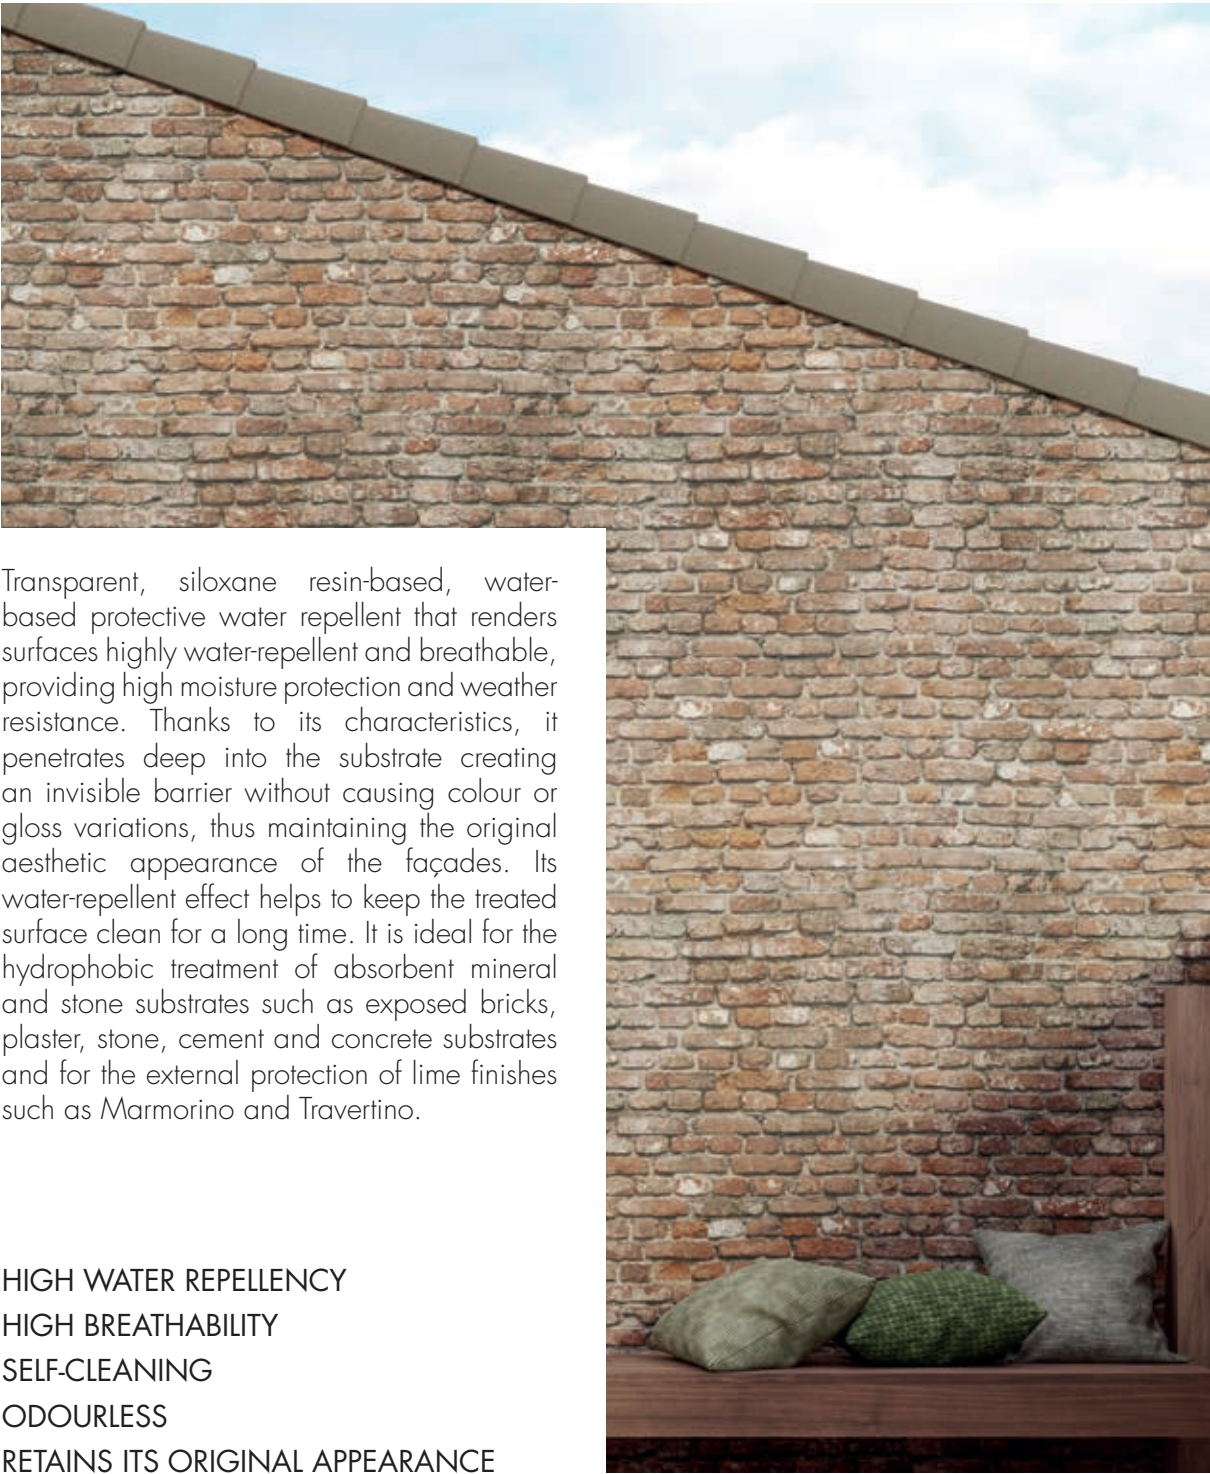 Transparent, siloxane resin-based, water-
based protective water repellent that renders
surfaces highly water-repellent and breathable,
providing high moisture protection and weather
resistance. Thanks to its characteristics, it
penetrates deep into the substrate creating
an invisible barrier without causing colour or
gloss variations, thus maintaining the original
aesthetic appearance of the façades. Its
water-repellent effect helps to keep the treated
surface clean for a long time. It is ideal for the
hydrophobic treatment of absorbent mineral
and stone substrates such as exposed bricks,
plaster, stone, cement and concrete substrates
and for the external protection of lime finishes
such as Marmorino and Travertino.
HIGH WATER REPELLENCY
HIGH BREATHABILITY
SELF-CLEANING
ODOURLESS
RETAINS ITS ORIGINAL APPEARANCE